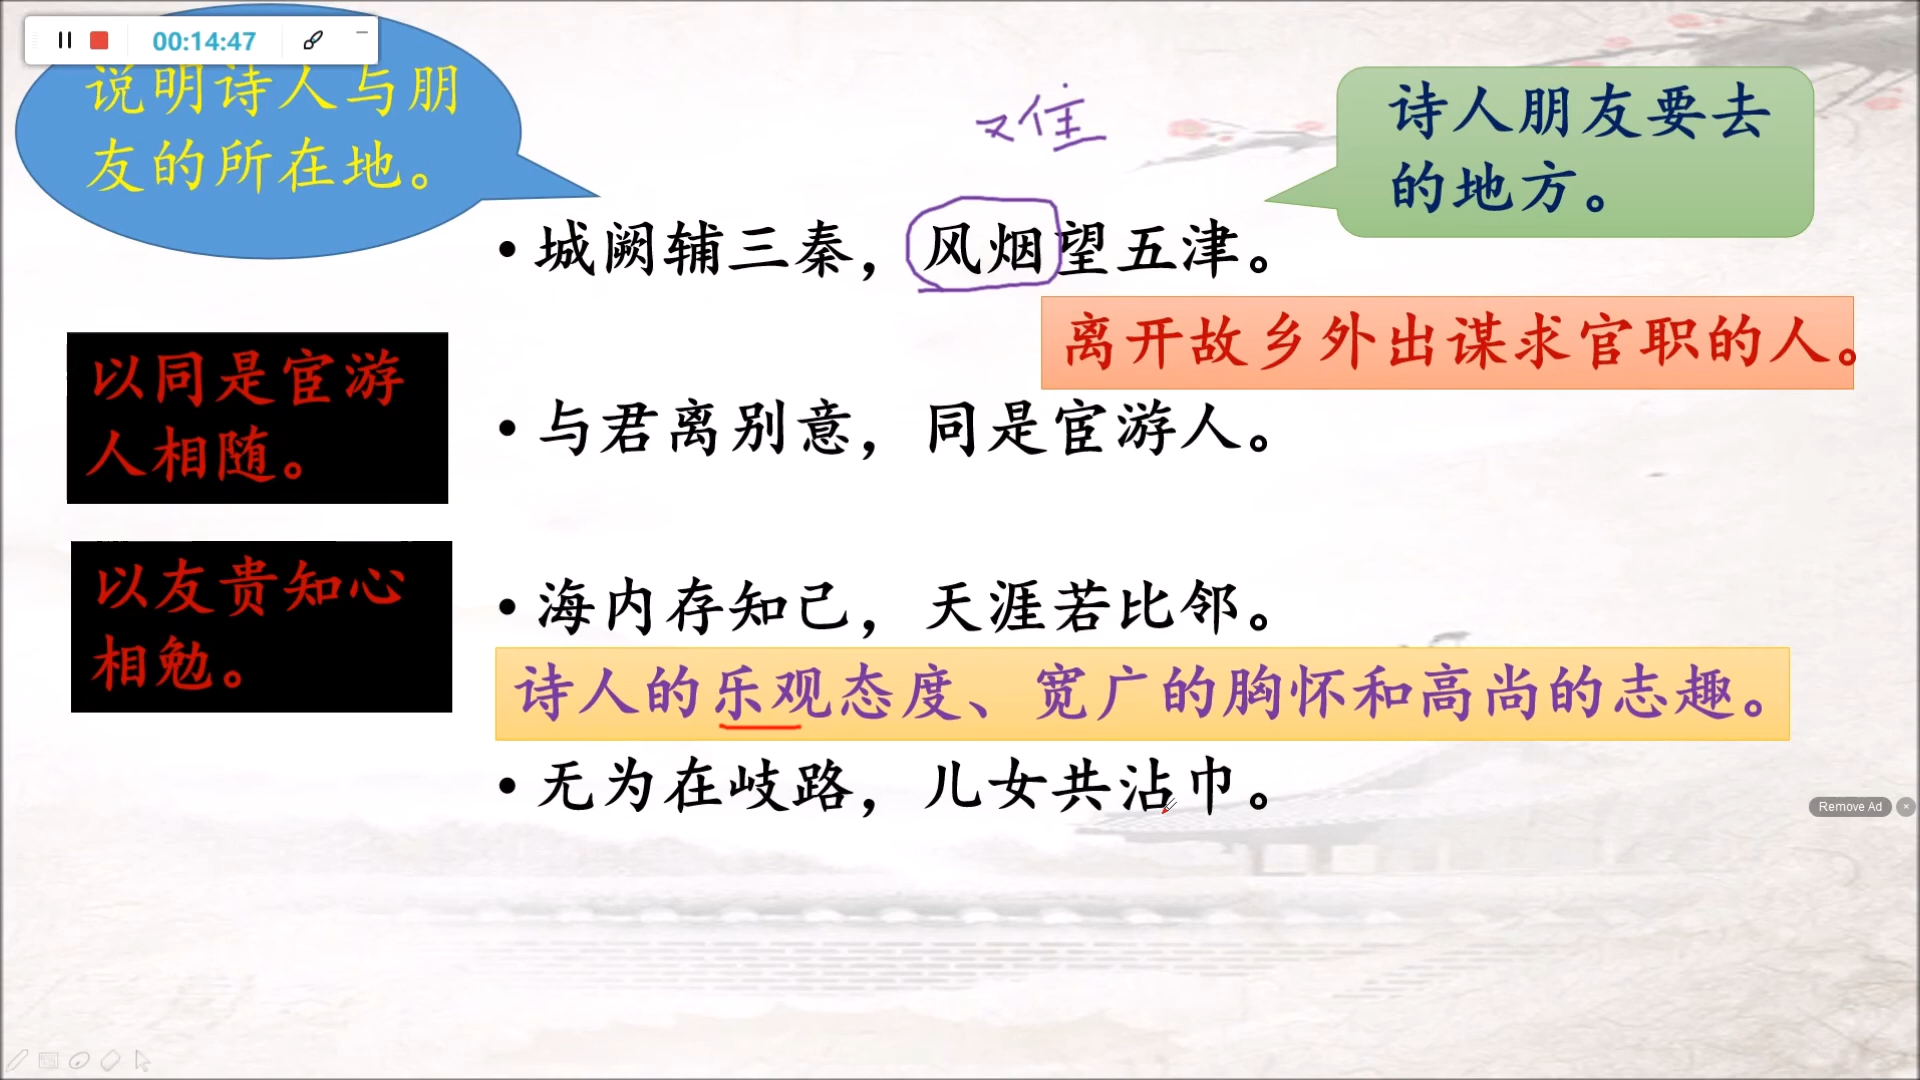 00:14:47
说明诗人与朋
友的所在地。
难
诗人朋友要去
的地方。
• 城阙辅三秦，风烟望五津。
离开故乡外出谋求官职的人。
以同是宦游
人相随。
• 与君离别意，同是宦游人。
以友贵知心
相勉。
• 海内存知己，天涯若比邻。
诗人的乐观态度、宽广的胸怀和高尚的志趣。
• 无为在岐路，儿女共沾巾。
Remove Ad